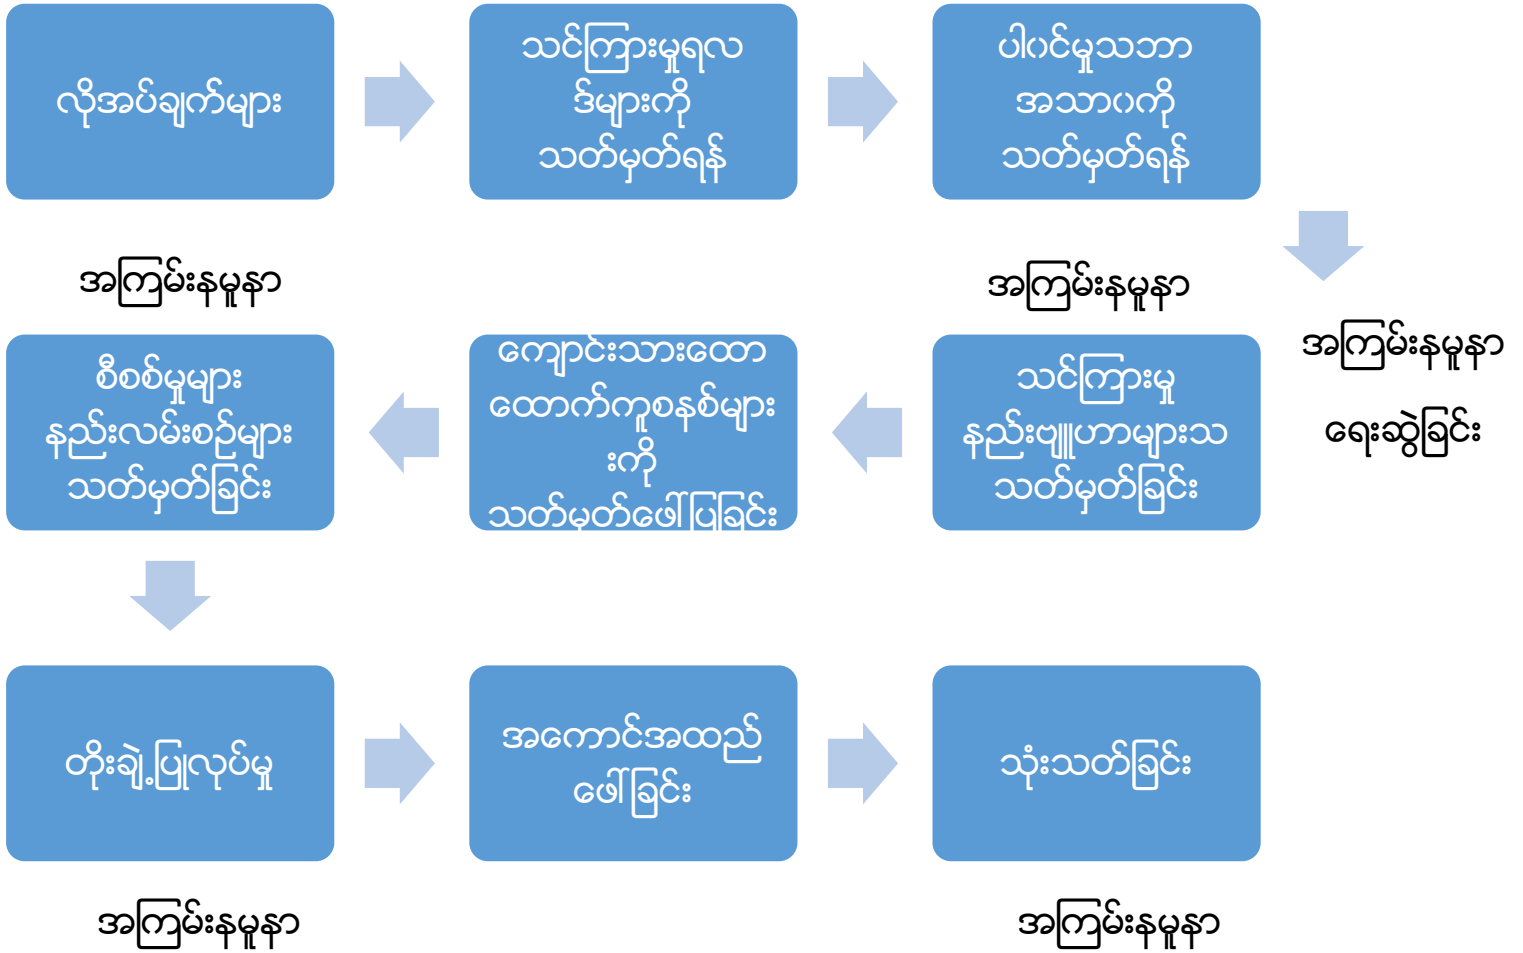 လိုအပ်ချက်များ
သင်ကြားမှုရလ
ဒ်များကို
သတ်မှတ်ရန်
ပါဝင်မှုသဘာ
အသာဝကို
သတ်မှတ်ရန်
အကြမ်းနမူနာ
အကြမ်းနမူနာ
အကြမ်းနမူနာ
ရေးဆွဲခြင်း
သင်ကြားမှု
နည်းဗျူဟာများသ
သတ်မှတ်ခြင်း
ကျောင်းသားထော
ထောက်ကူစနစ်များ
းကို
သတ်မှတ်ဖေါ်ပြခြင်း
စီစစ်မှုများ
နည်းလမ်းစဉ်များ
သတ်မှတ်ခြင်း
တိုးချဲ့ပြုလုပ်မှု
အကောင်အထည်
ဖေါ်ခြင်း
သုံးသတ်ခြင်း
အကြမ်းနမူနာ
အကြမ်းနမူနာ